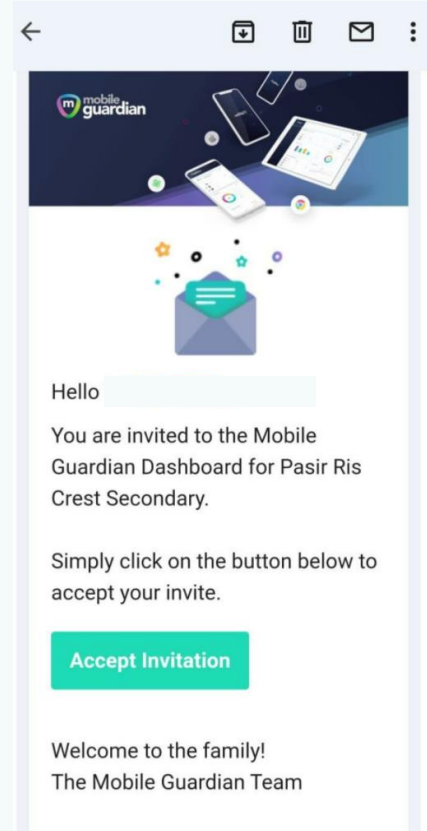 mobile
guardian
Hello
You are invited to the Mobile
Guardian Dashboard for Pasir Ris
Crest Secondary.
Simply click on the button below to
accept your invite.
Accept Invitation
Welcome to the family!
The Mobile Guardian Team